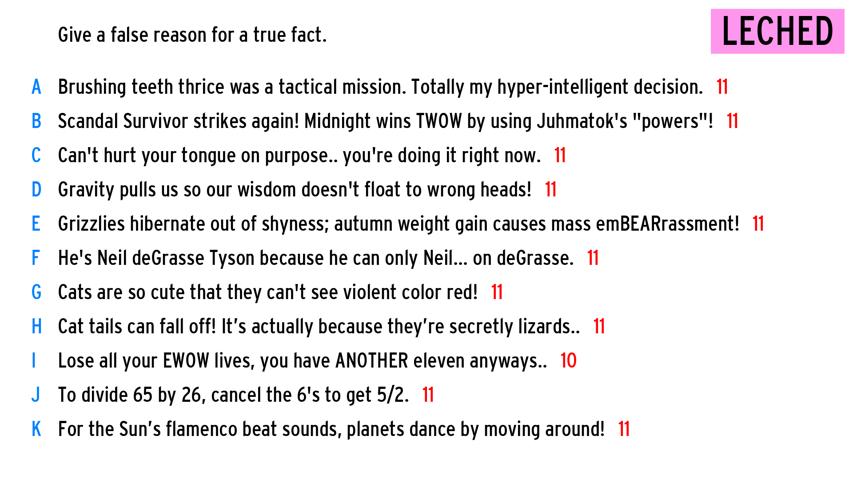 Give a false reason for a true fact.
LECHED
A Brushing teeth thrice was a tactical mission. Totally my hyper-intelligent decision. 11
B Scandal Survivor strikes again! Midnight wins TWOW by using Juhmatok's "powers"! 11
C Can't hurt your tongue on purpose.. you're doing it right now. 11
D Gravity pulls us so our wisdom doesn't float to wrong heads! 11
E Grizzlies hibernate out of shyness; autumn weight gain causes mass emBEARrassment! 11
F He's Neil deGrasse Tyson because he can only Neil... on deGrasse. 11
G Cats are so cute that they can't see violent color red! 11
H Cat tails can fall off! It’s actually because they’re secretly lizards.. 11
I Lose all your EWOW lives, you have ANOTHER eleven anyways.. 10
J To divide 65 by 26, cancel the 6's to get 5/2. 11
K For the Sun’s flamenco beat sounds, planets dance by moving around! 11